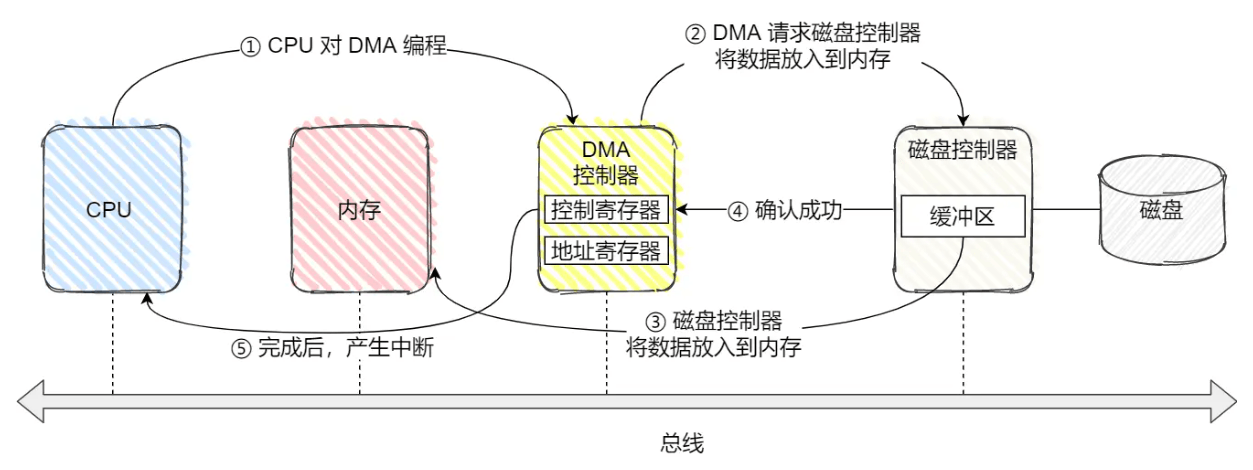 ① CPU 对 DMA 编程
② DMA 请求磁盘控制器
将数据放入到内存
CPU
内存
DMA
控制器
控制寄存器
地址寄存器
④ 确认成功
磁盘控制器
缓冲区
磁盘
③ 磁盘控制器
将数据放入到内存
⑤ 完成后，产生中断
总线